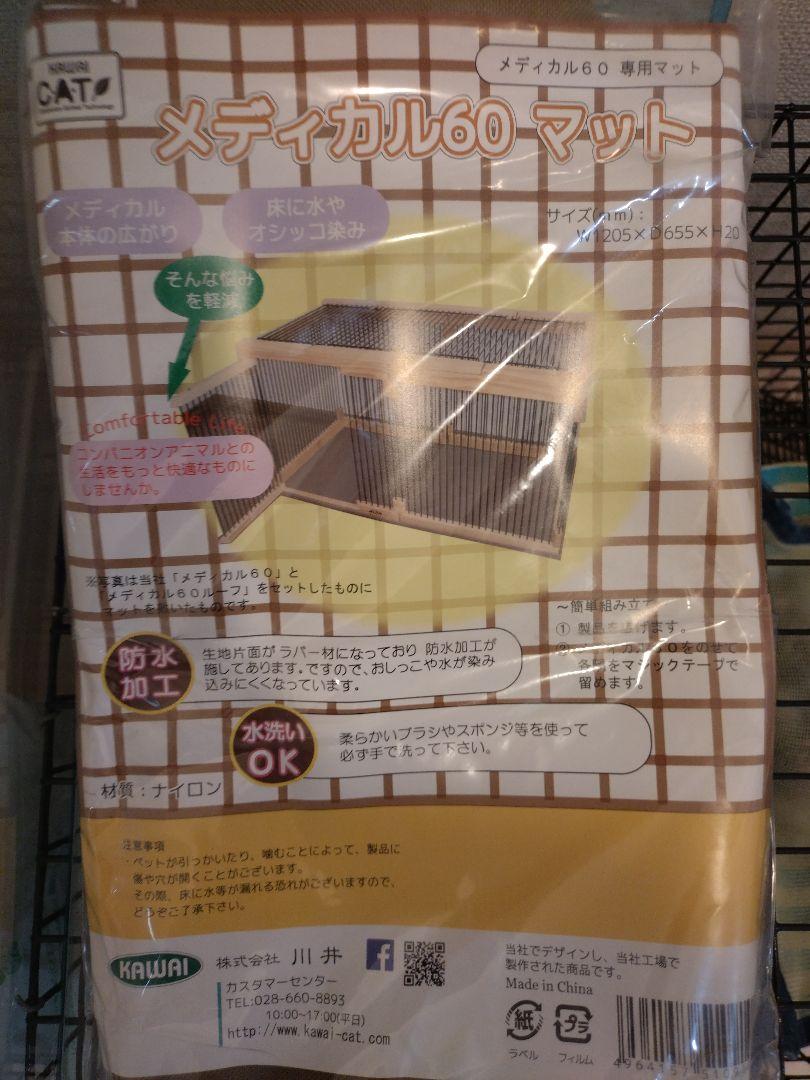 KAWAI
CAT
メディカル60 専用マット
メディカル60 マット
メディカル
本体の広がり
床に水や
オシッコ染み
サイズ(mm):
W1205×D655×H20
そんな悩み
を軽減
Comfortable Life
コンパニオンアニマルとの
生活をもっと快適なものに
しませんか。
※写真は当社「メディカル60」と
「メディカル60ルーフ」をセットしたものに
マットを敷いたものです。
～簡単組み立て
① 製品を広げます。
②メディカル60をのせて
各部をマジックテープで
留めます。
防水
加工
生地片面がラバー材になっており 防水加工が
施してあります。ですので、おしっこや水が染み
込みにくくなっています。
水洗い
OK
柔らかいブラシやスポンジ等を使って
必ず手で洗って下さい。
材質：ナイロン
注意事項
・ペットが引っかいたり、噛むことによって、製品に
傷や穴が開くことがございます。
その際、床に水等が漏れる恐れがございますので、
どうぞご了承下さい。
KAWAI
株式会社 川井
カスタマーセンター
TEL:028-660-8893
10:00~17:00(平日)
http://www.kawai-cat.com
当社でデザインし、当社工場で
製作された商品です。
Made in China
紙
ラベル
プラ
フィルム